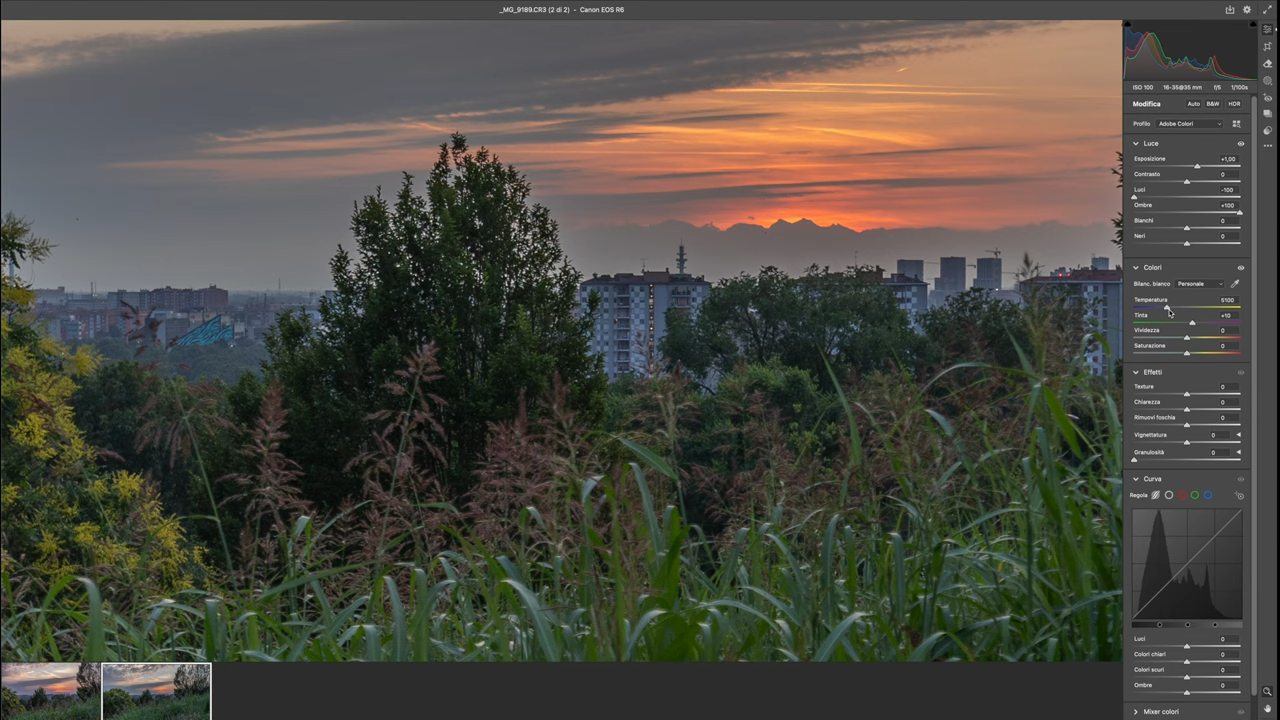 _MG_9189.CR3 (2 di 2) - Canon EOS R6
ISO 100 16-35@35 mm f/5 1/100s
Modifica Auto B&W HDR
Profilo Adobe Colori
Luce
Esposizione +1,00
Contrasto 0
Luci -100
Ombre +100
Bianchi 0
Neri 0
Colori
Bilanc. bianco Personale
Temperatura 5100
Tinta +10
Vividezza 0
Saturazione 0
Effetti
Texture 0
Chiarezza 0
Rimuovi foschia 0
Vignettatura 0
Granulosità 0
Curva
Regola
Luci 0
Colori chiari 0
Colori scuri 0
Ombre 0
Mixer colori